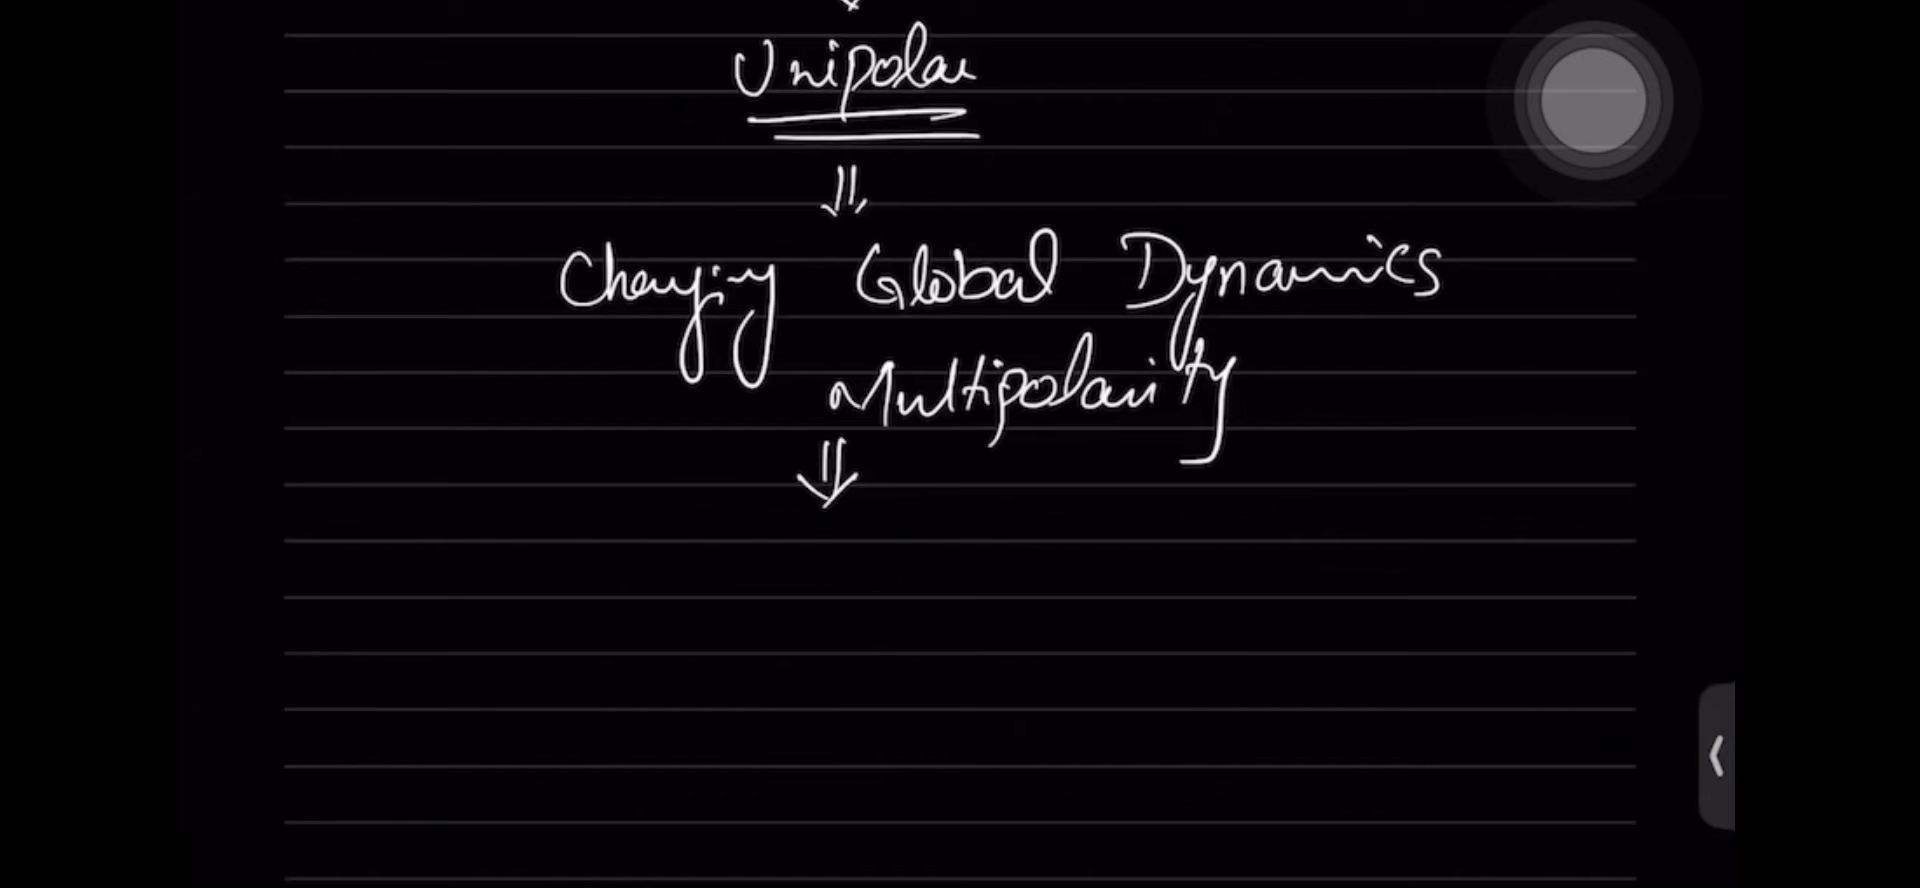 Unipolar
⇓
Changing Global Dynamics
Multipolarity
⇓